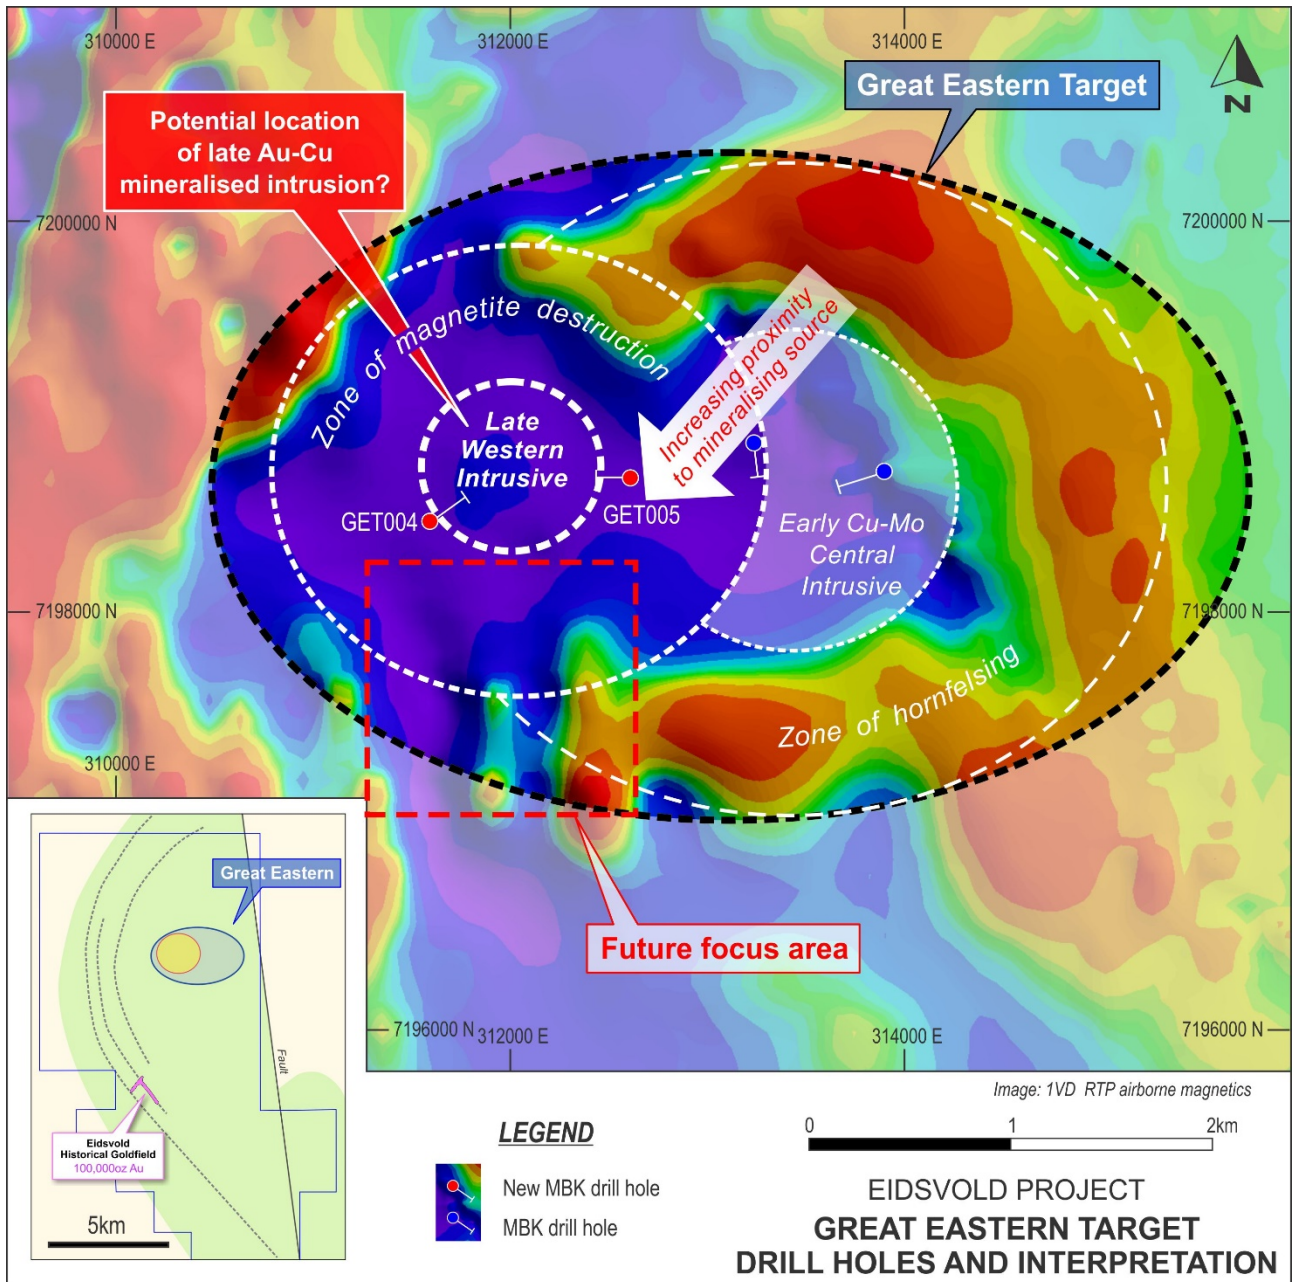 310000 E
312000 E
314000 E
N
Great Eastern Target
Potential location
of late Au-Cu
mineralised intrusion?
7200000 N
7200000 N
Zone of magnetite destruction
Increasing proximity
to mineralising source
Late
Western
Intrusive
GET004
GET005
Early Cu-Mo
Central
Intrusive
7198000 N
7198000 N
Zone of hornfelsing
310000 E
Future focus area
7196000 N
312000 E
314000 E
7196000 N
Great Eastern
Fault
Eidsvold
Historical Goldfield
100,000oz Au
5km
Image: 1VD RTP airborne magnetics
LEGEND
New MBK drill hole
MBK drill hole
0 1 2km
EIDSVOLD PROJECT
GREAT EASTERN TARGET
DRILL HOLES AND INTERPRETATION